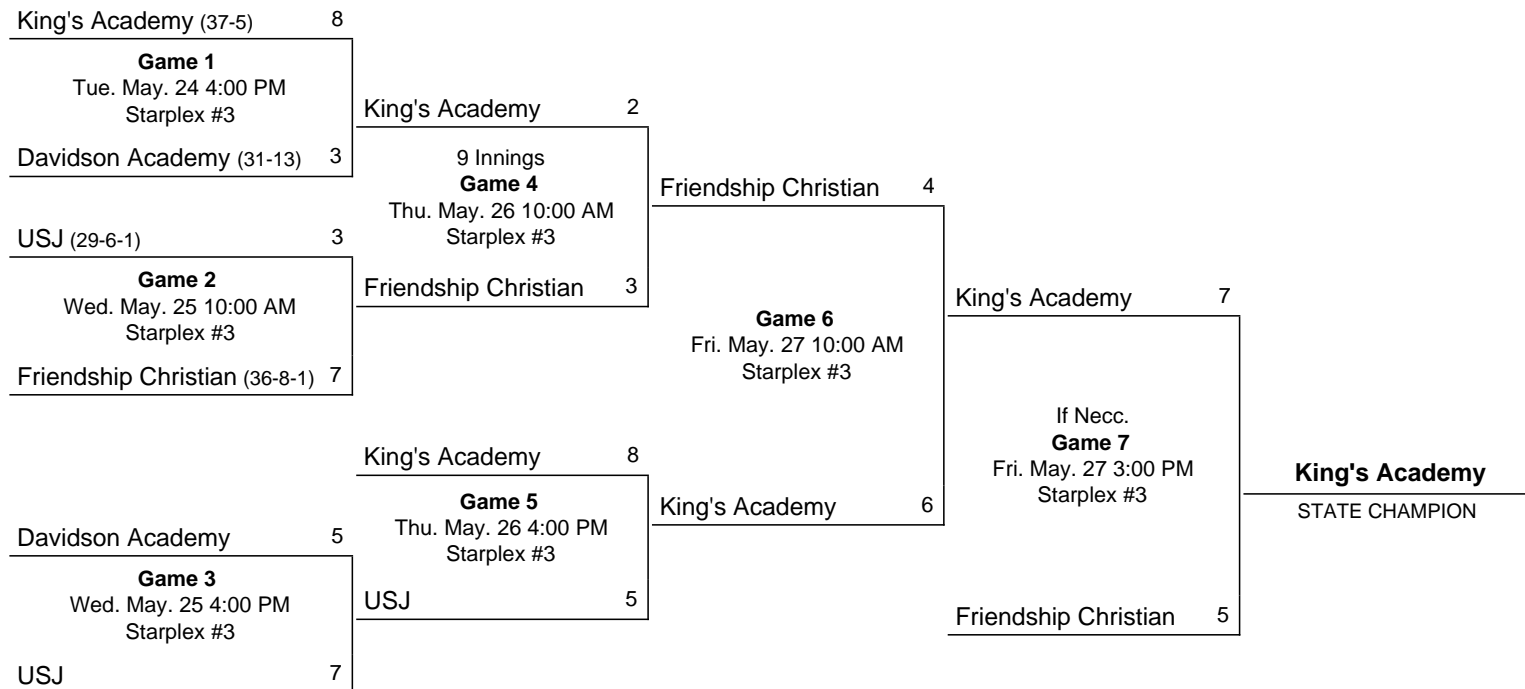 King's Academy (37-5) 8
Game 1
Tue. May. 24 4:00 PM
Starplex #3
Davidson Academy (31-13) 3
USJ (29-6-1) 3
Game 2
Wed. May. 25 10:00 AM
Starplex #3
Friendship Christian (36-8-1) 7
Davidson Academy 5
Game 3
Wed. May. 25 4:00 PM
Starplex #3
USJ 7
King's Academy 2
9 Innings
Game 4
Thu. May. 26 10:00 AM
Starplex #3
Friendship Christian 3
King's Academy 8
Game 5
Thu. May. 26 4:00 PM
Starplex #3
USJ 5
Friendship Christian 4
Game 6
Fri. May. 27 10:00 AM
Starplex #3
King's Academy 6
King's Academy 7
If Necc.
Game 7
Fri. May. 27 3:00 PM
Starplex #3
Friendship Christian 5
King's Academy
STATE CHAMPION